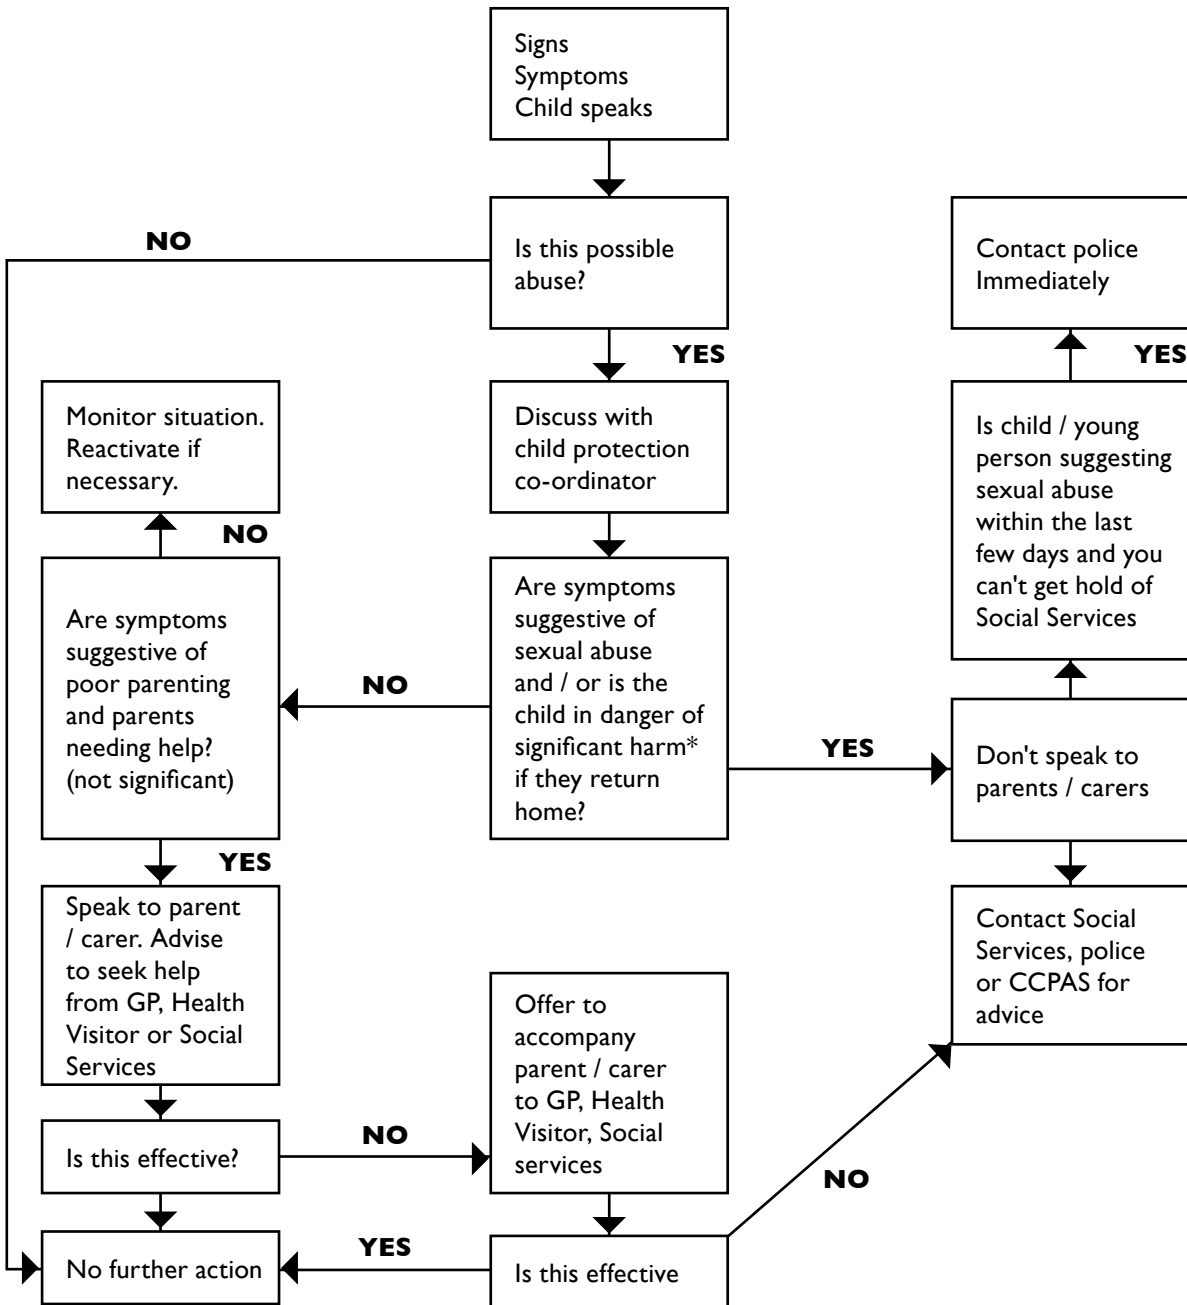 Signs
Symptoms
Child speaks
NO
Is this possible
abuse?
Contact police
Immediately
YES
YES
Monitor situation.
Reactivate if
necessary.
Discuss with
child protection
co-ordinator
Is child / young
person suggesting
sexual abuse
within the last
few days and you
can't get hold of
Social Services
NO
Are symptoms
suggestive of
poor parenting
and parents
needing help?
(not significant)
NO
Are symptoms
suggestive of
sexual abuse
and / or is the
child in danger of
significant harm*
if they return
home?
YES
Don't speak to
parents / carers
YES
Speak to parent
/ carer. Advise
to seek help
from GP, Health
Visitor or Social
Services
Offer to
accompany
parent / carer
to GP, Health
Visitor, Social
services
Contact Social
Services, police
or CCPAS for
advice
Is this effective?
NO
NO
No further action
YES
Is this effective